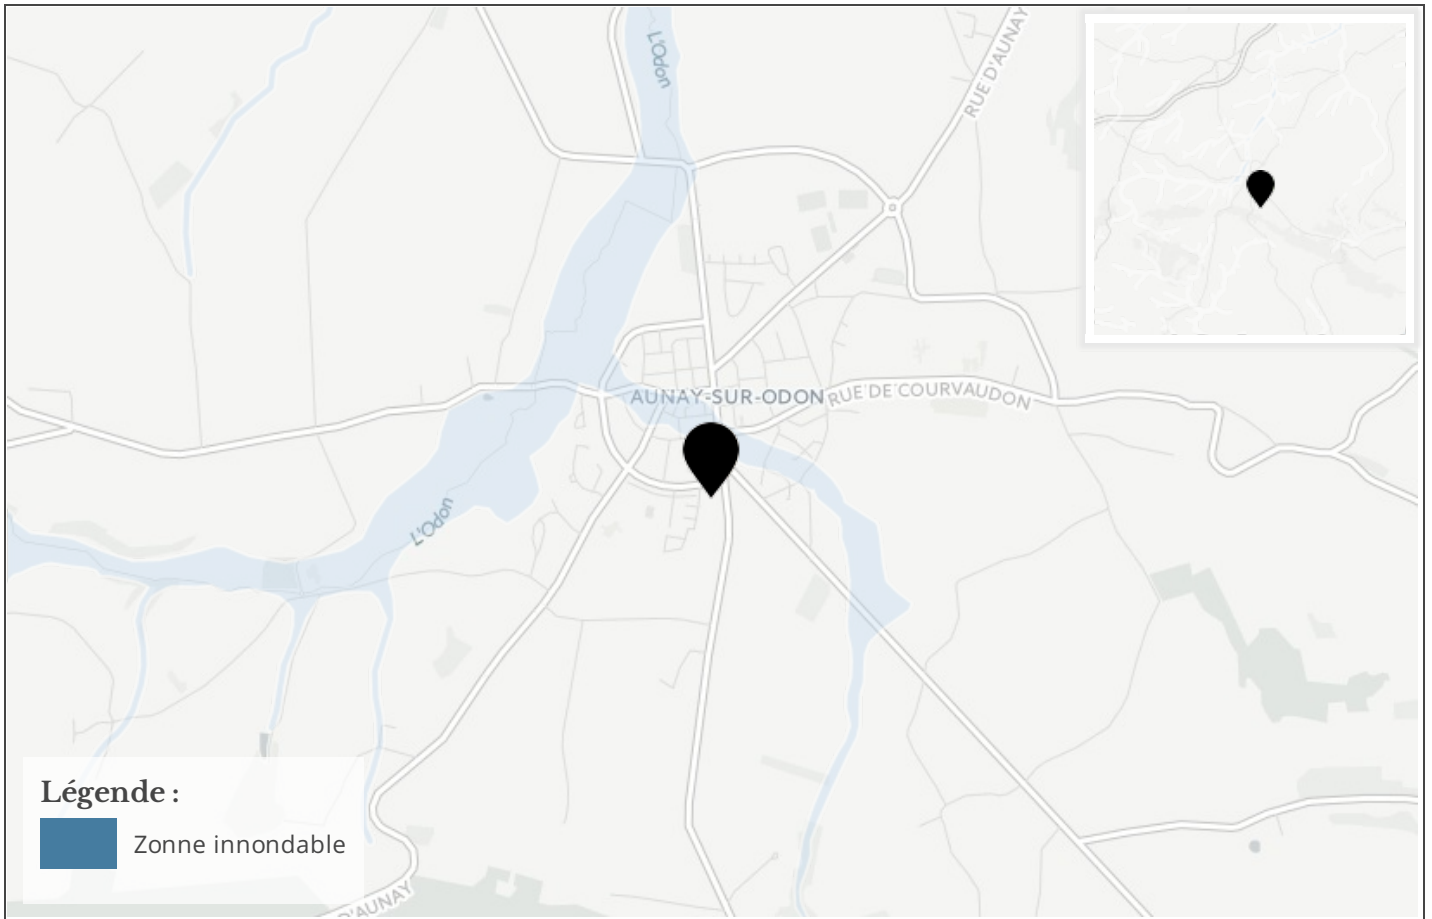 L'Odon
RUE D'AUNAY
AUNAY-SUR-ODON
RUE DE COURVAUDON
L'Odon
Légende :
Zonne innondable
D'AUNAY